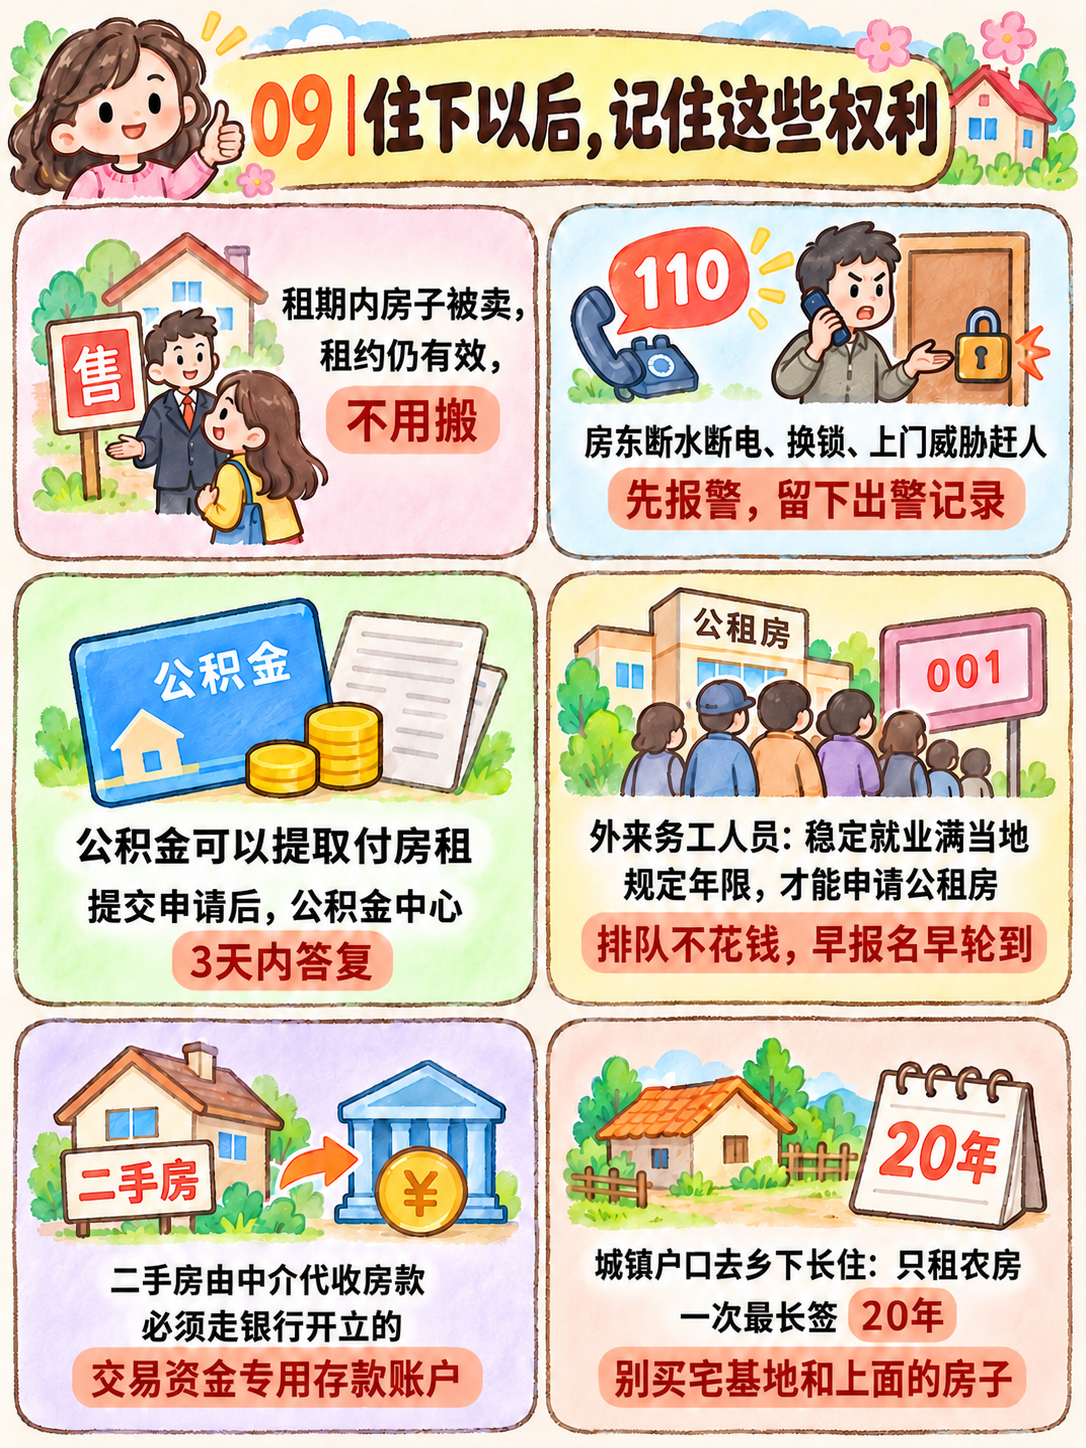 09 | 住下以后，记住这些权利
售
租期内房子被卖，
租约仍有效，
不用搬
110
房东断水断电、换锁、上门威胁赶人
先报警，留下出警记录
公积金
公积金可以提取付房租
提交申请后，公积金中心
3天内答复
公租房
001
外来务工人员：稳定就业满当地
规定年限，才能申请公租房
排队不花钱，早报名早轮到
二手房
¥
二手房由中介代收房款
必须走银行开立的
交易资金专用存款账户
20年
城镇户口去乡下长住：只租农房
一次最长签 20年
别买宅基地和上面的房子